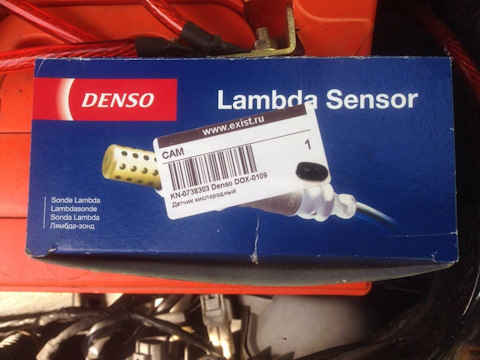 DENSO
Lambda Sensor
www.exist.ru
CAM
1
KN-0738303 Denso DOX-0109
Датчик кислородный
Sonde Lambda
Lambdasonde
Sonda Lambda
Лямбда-зонд